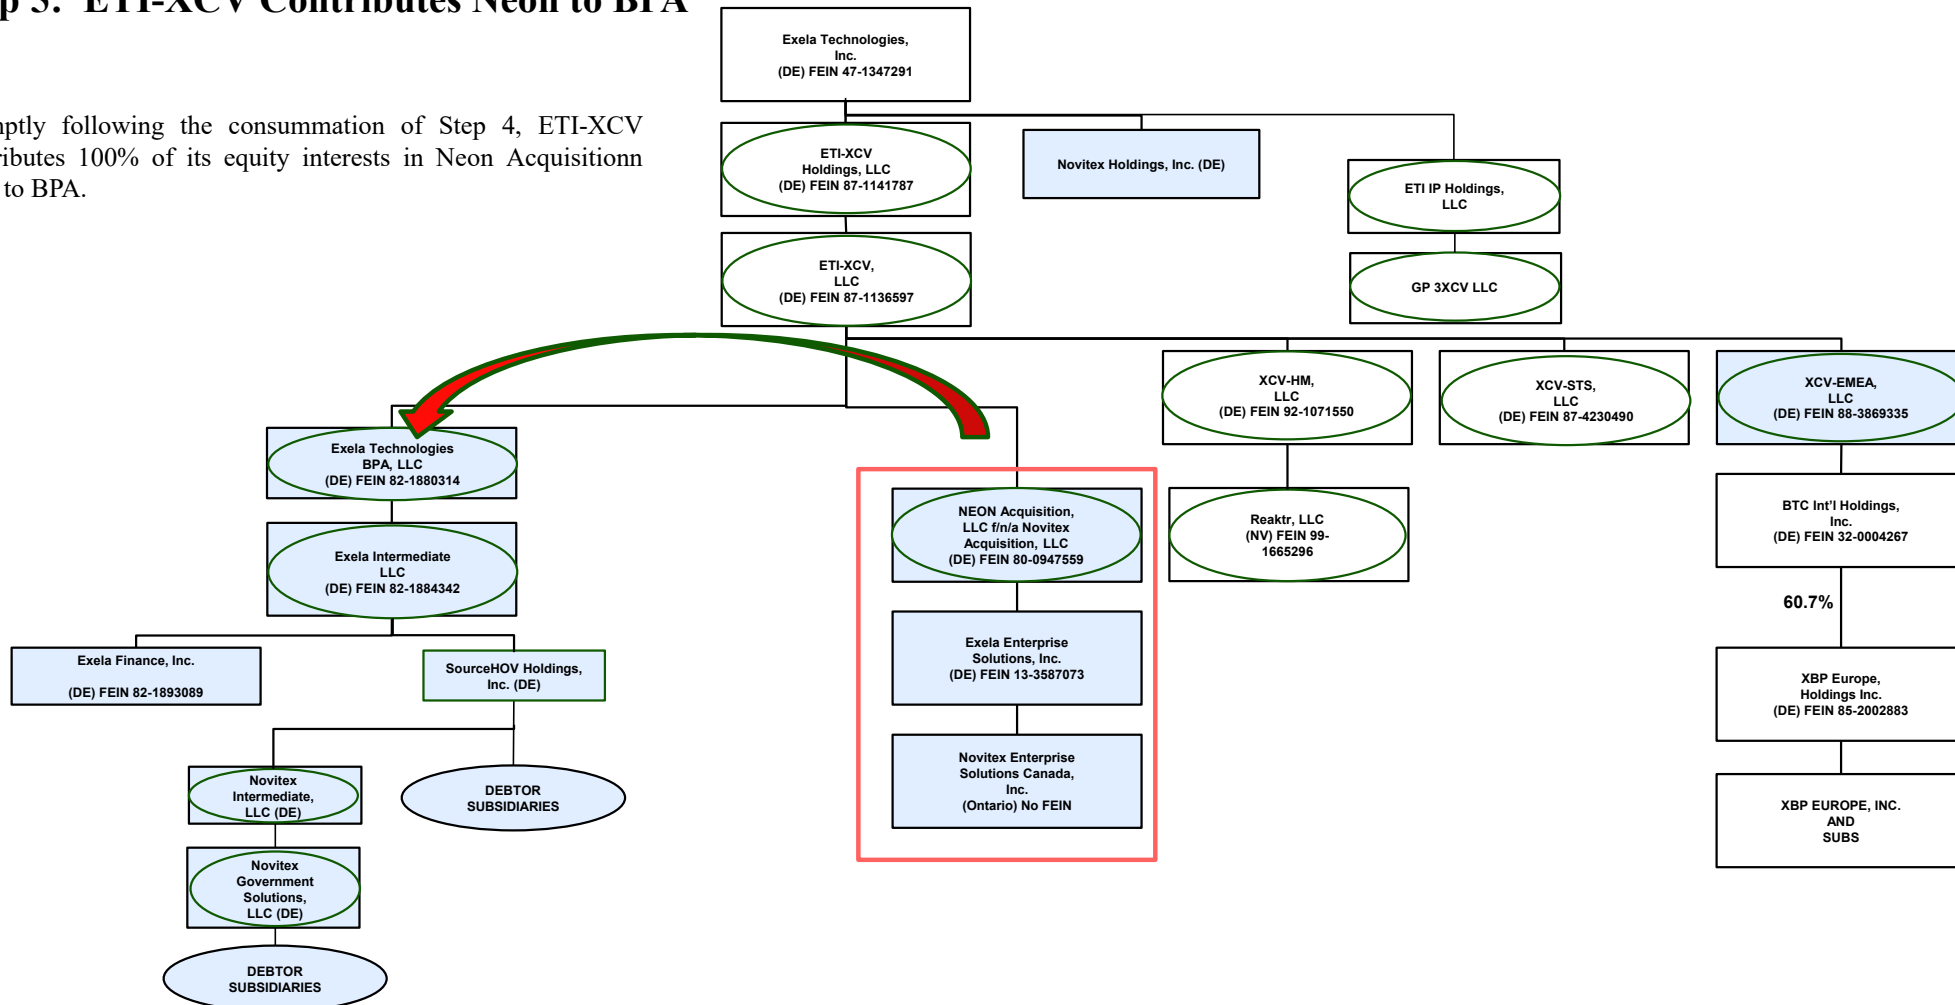 p 5: ETI-XCV Contributes Neon to BPA
nptly following the consummation of Step 4, ETI-XCV
ributes 100% of its equity interests in Neon Acquisitionn
to BPA.
Exela Technologies,
Inc.
(DE) FEIN 47-1347291
ETI-XCV
Holdings, LLC
(DE) FEIN 87-1141787
Novitex Holdings, Inc. (DE)
ETI IP Holdings,
LLC
ETI-XCV,
LLC
(DE) FEIN 87-1136597
GP 3XCV LLC
XCV-HM,
LLC
(DE) FEIN 92-1071550
XCV-STS,
LLC
(DE) FEIN 87-4230490
XCV-EMEA,
LLC
(DE) FEIN 88-3869335
Exela Technologies
BPA, LLC
(DE) FEIN 82-1880314
NEON Acquisition,
LLC f/n/a Novitex
Acquisition, LLC
(DE) FEIN 80-0947559
Reaktr, LLC
(NV) FEIN 99-
1665296
BTC Int'l Holdings,
Inc.
(DE) FEIN 32-0004267
Exela Intermediate
LLC
(DE) FEIN 82-1884342
60.7%
Exela Finance, Inc.
(DE) FEIN 82-1893089
SourceHOV Holdings,
Inc. (DE)
Exela Enterprise
Solutions, Inc.
(DE) FEIN 13-3587073
XBP Europe,
Holdings Inc.
(DE) FEIN 85-2002883
Novitex
Intermediate,
LLC (DE)
DEBTOR
SUBSIDIARIES
Novitex Enterprise
Solutions Canada,
Inc.
(Ontario) No FEIN
XBP EUROPE, INC.
AND
SUBS
Novitex
Government
Solutions,
LLC (DE)
DEBTOR
SUBSIDIARIES